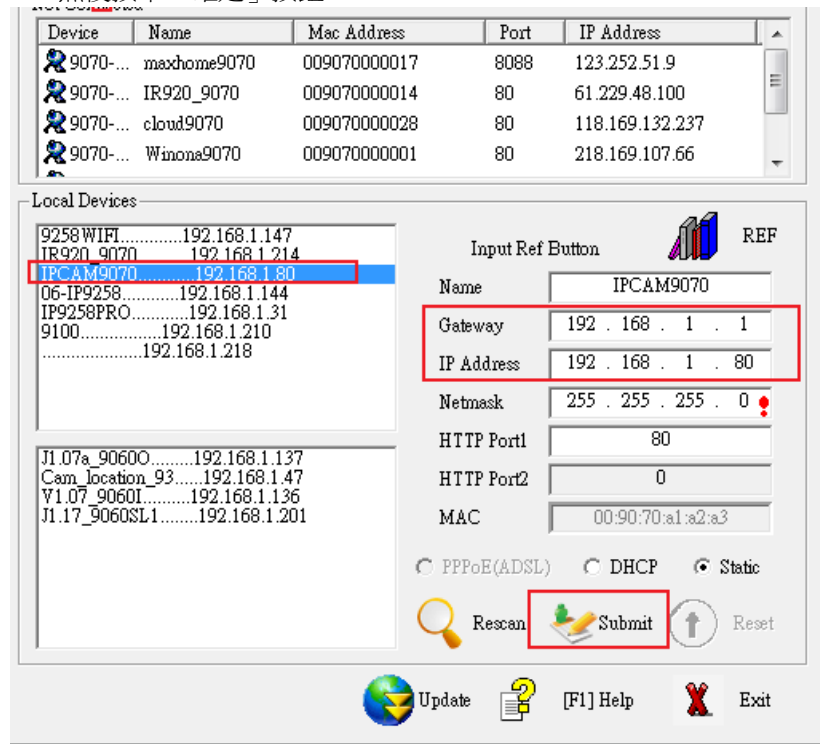 Device Name Mac Address Port IP Address
9070-... maxhome9070 009070000017 8088 123.252.51.9
9070-... IR920_9070 009070000014 80 61.229.48.100
9070-... cloud9070 009070000028 80 118.169.132.237
9070-... Winona9070 009070000001 80 218.169.107.66
Local Devices
9258WIFI.............192.168.1.147
IR920_9070...........192.168.1.214
IPCAM9070............192.168.1.80
06-IP9258............192.168.1.144
IP9258PRO............192.168.1.31
9100.................192.168.1.210
.....................192.168.1.218
J1.07a_9060O.........192.168.1.137
Cam_location_93......192.168.1.47
V1.07_9060I.........192.168.1.136
J1.17_9060SL1........192.168.1.201
Input Ref Button REF
Name IPCAM9070
Gateway 192 . 168 . 1 . 1
IP Address 192 . 168 . 1 . 80
Netmask 255 . 255 . 255 . 0
HTTP Port1 80
HTTP Port2 0
MAC 00:90:70:a1:a2:a3
PPPoE(ADSL) DHCP Static
Rescan Submit Reset
Update [F1] Help Exit